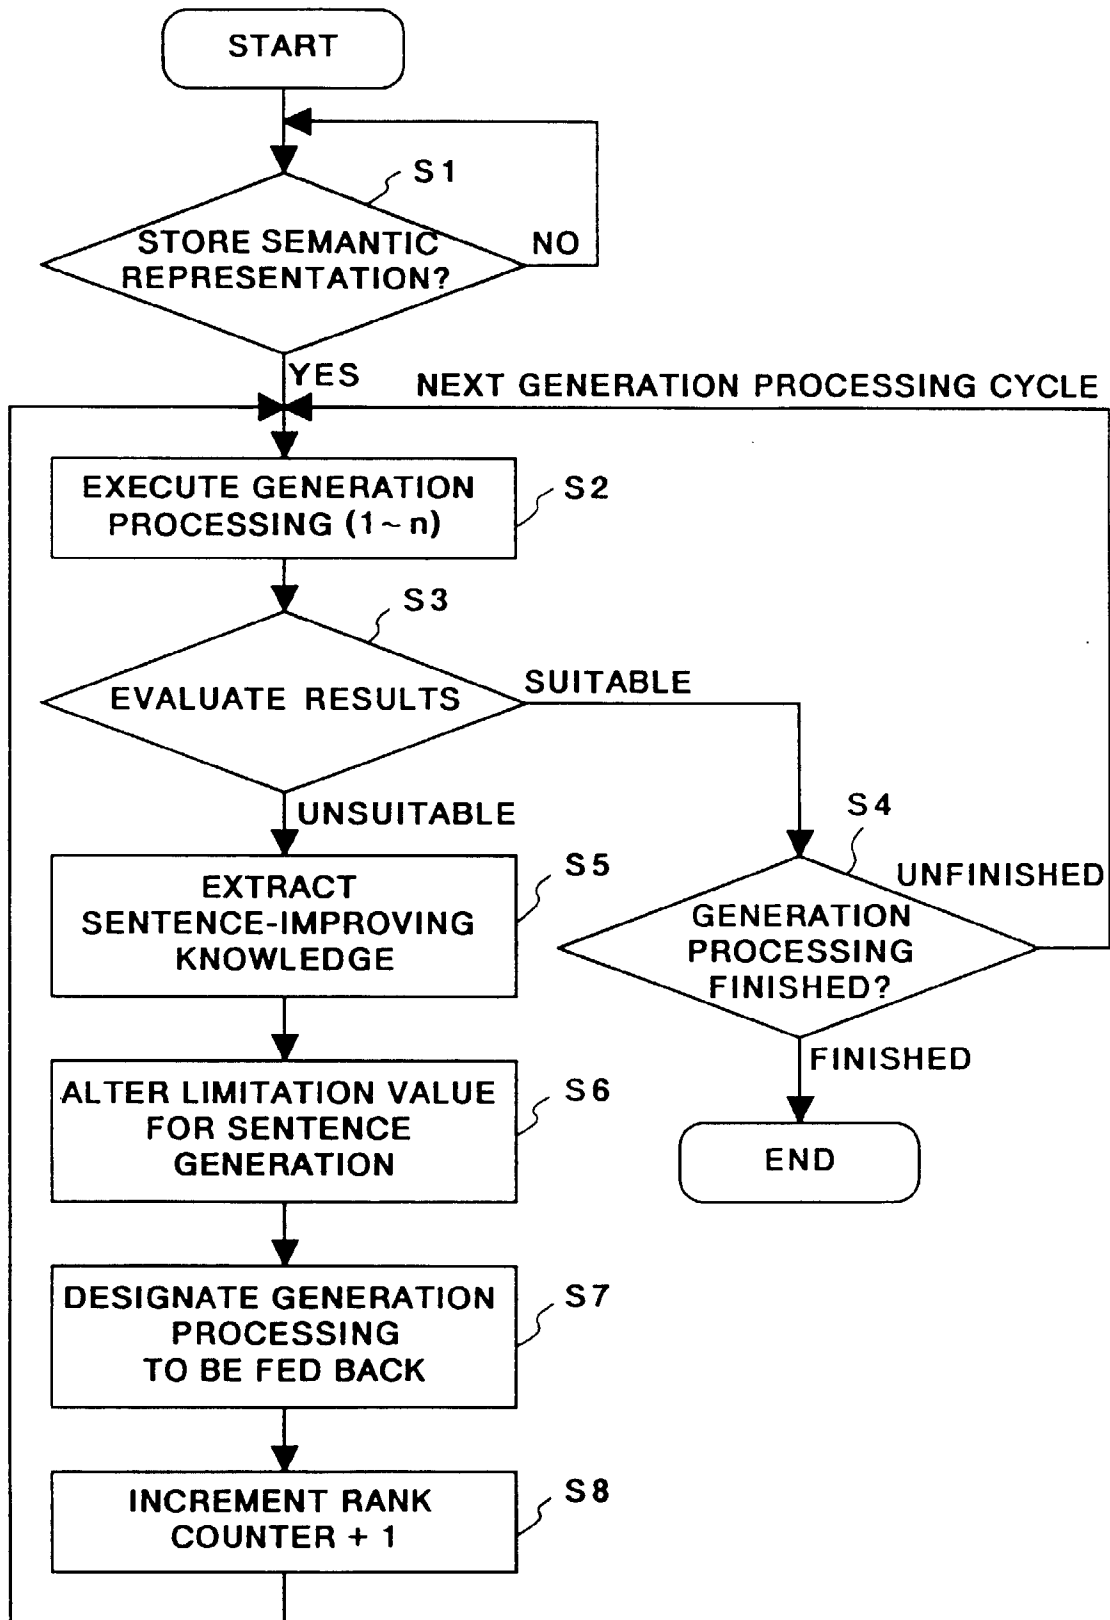 START
S1
STORE SEMANTIC
REPRESENTATION?
NO
YES
NEXT GENERATION PROCESSING CYCLE
EXECUTE GENERATION
PROCESSING (1~n)
S2
S3
EVALUATE RESULTS
SUITABLE
UNSUITABLE
S4
UNFINISHED
GENERATION
PROCESSING
FINISHED?
FINISHED
END
EXTRACT
SENTENCE-IMPROVING
KNOWLEDGE
S5
ALTER LIMITATION VALUE
FOR SENTENCE
GENERATION
S6
DESIGNATE GENERATION
PROCESSING
TO BE FED BACK
S7
INCREMENT RANK
COUNTER + 1
S8